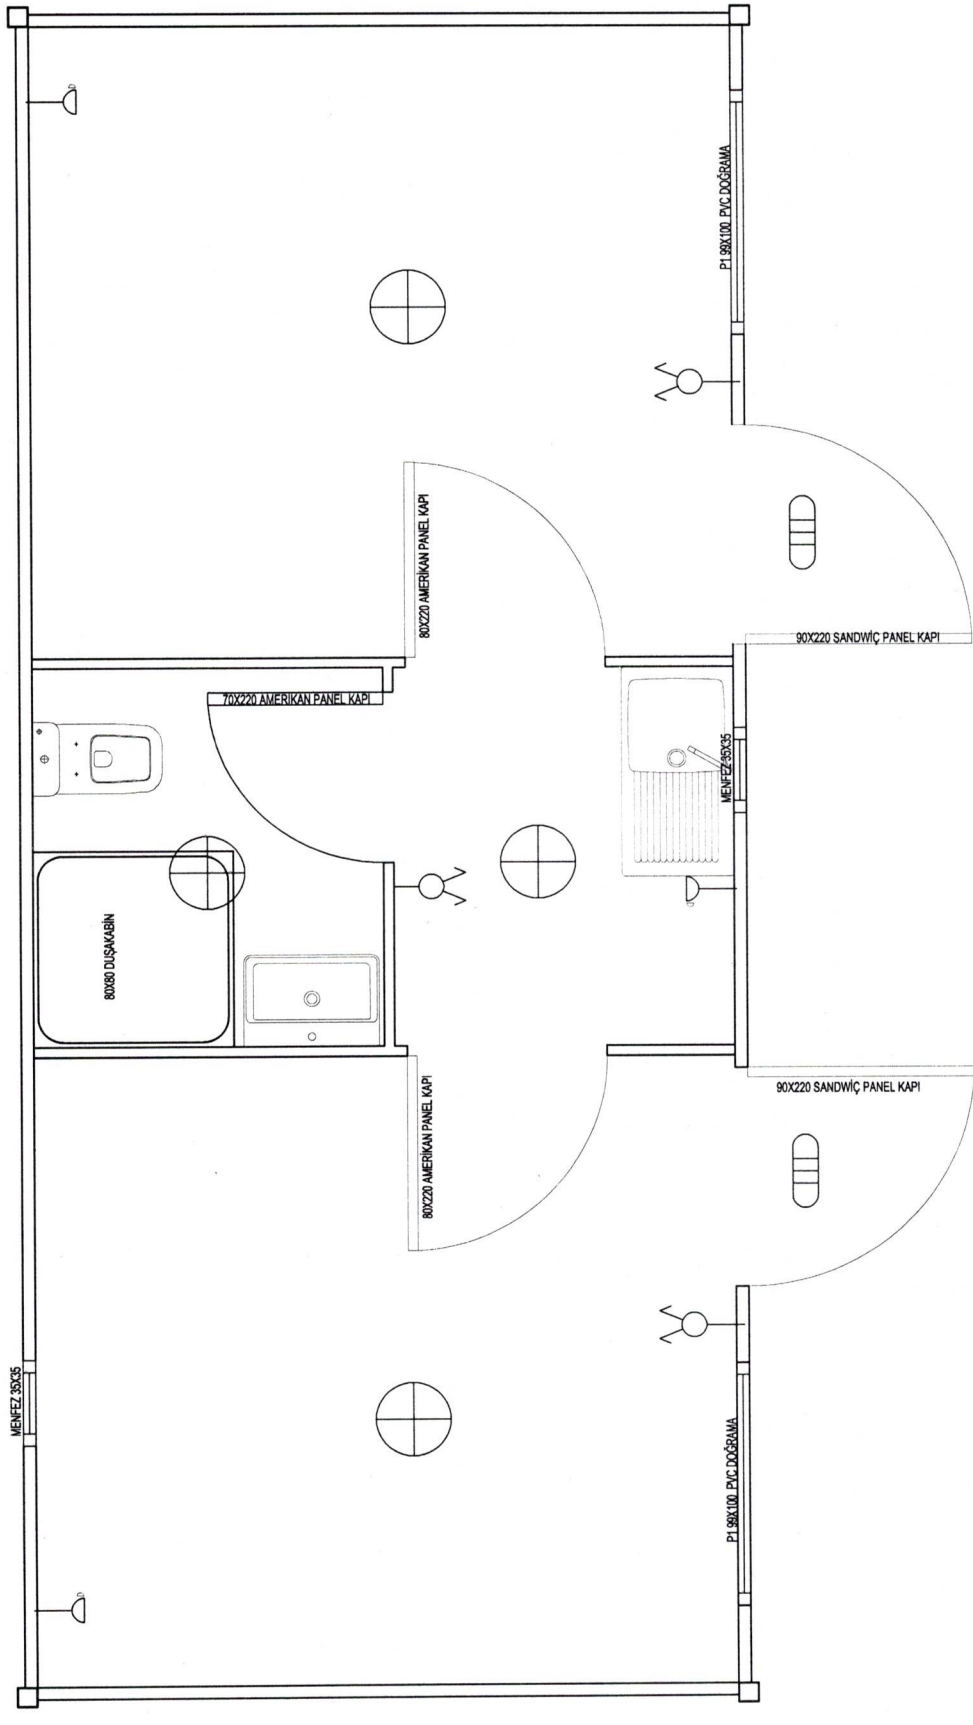 P1 99X100 PVC DOĞRAMA
80X220 AMERİKAN PANEL KAPI
90X220 SANDWİÇ PANEL KAPI
70X220 AMERİKAN PANEL KAPI
MENFEZ 35X35
80X80 DUŞAKABİN
80X220 AMERİKAN PANEL KAPI
90X220 SANDWİÇ PANEL KAPI
MENFEZ 35X35
P1 99X100 PVC DOĞRAMA